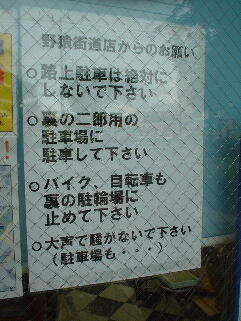 野猿街道店からのお願い
○路上駐車は絶対に
しないで下さい
○裏の二郎用の
駐車場に
駐車して下さい
○バイク、自転車も
裏の駐輪場に
止めて下さい
○大声で騒がないで下さい
(駐車場も・・・)
!